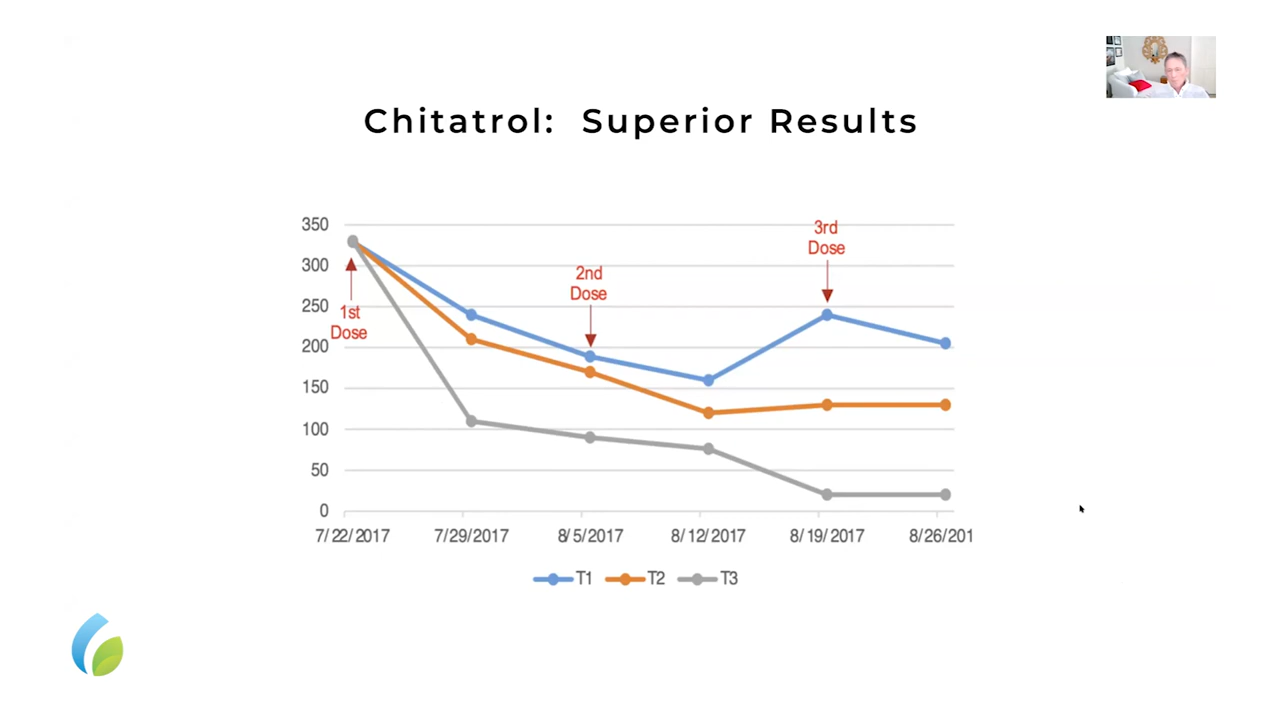 Chitatrol: Superior Results
350
300
250
200
150
100
50
0
1st
Dose
2nd
Dose
3rd
Dose
7/22/2017 7/29/2017 8/5/2017 8/12/2017 8/19/2017 8/26/201
T1 T2 T3